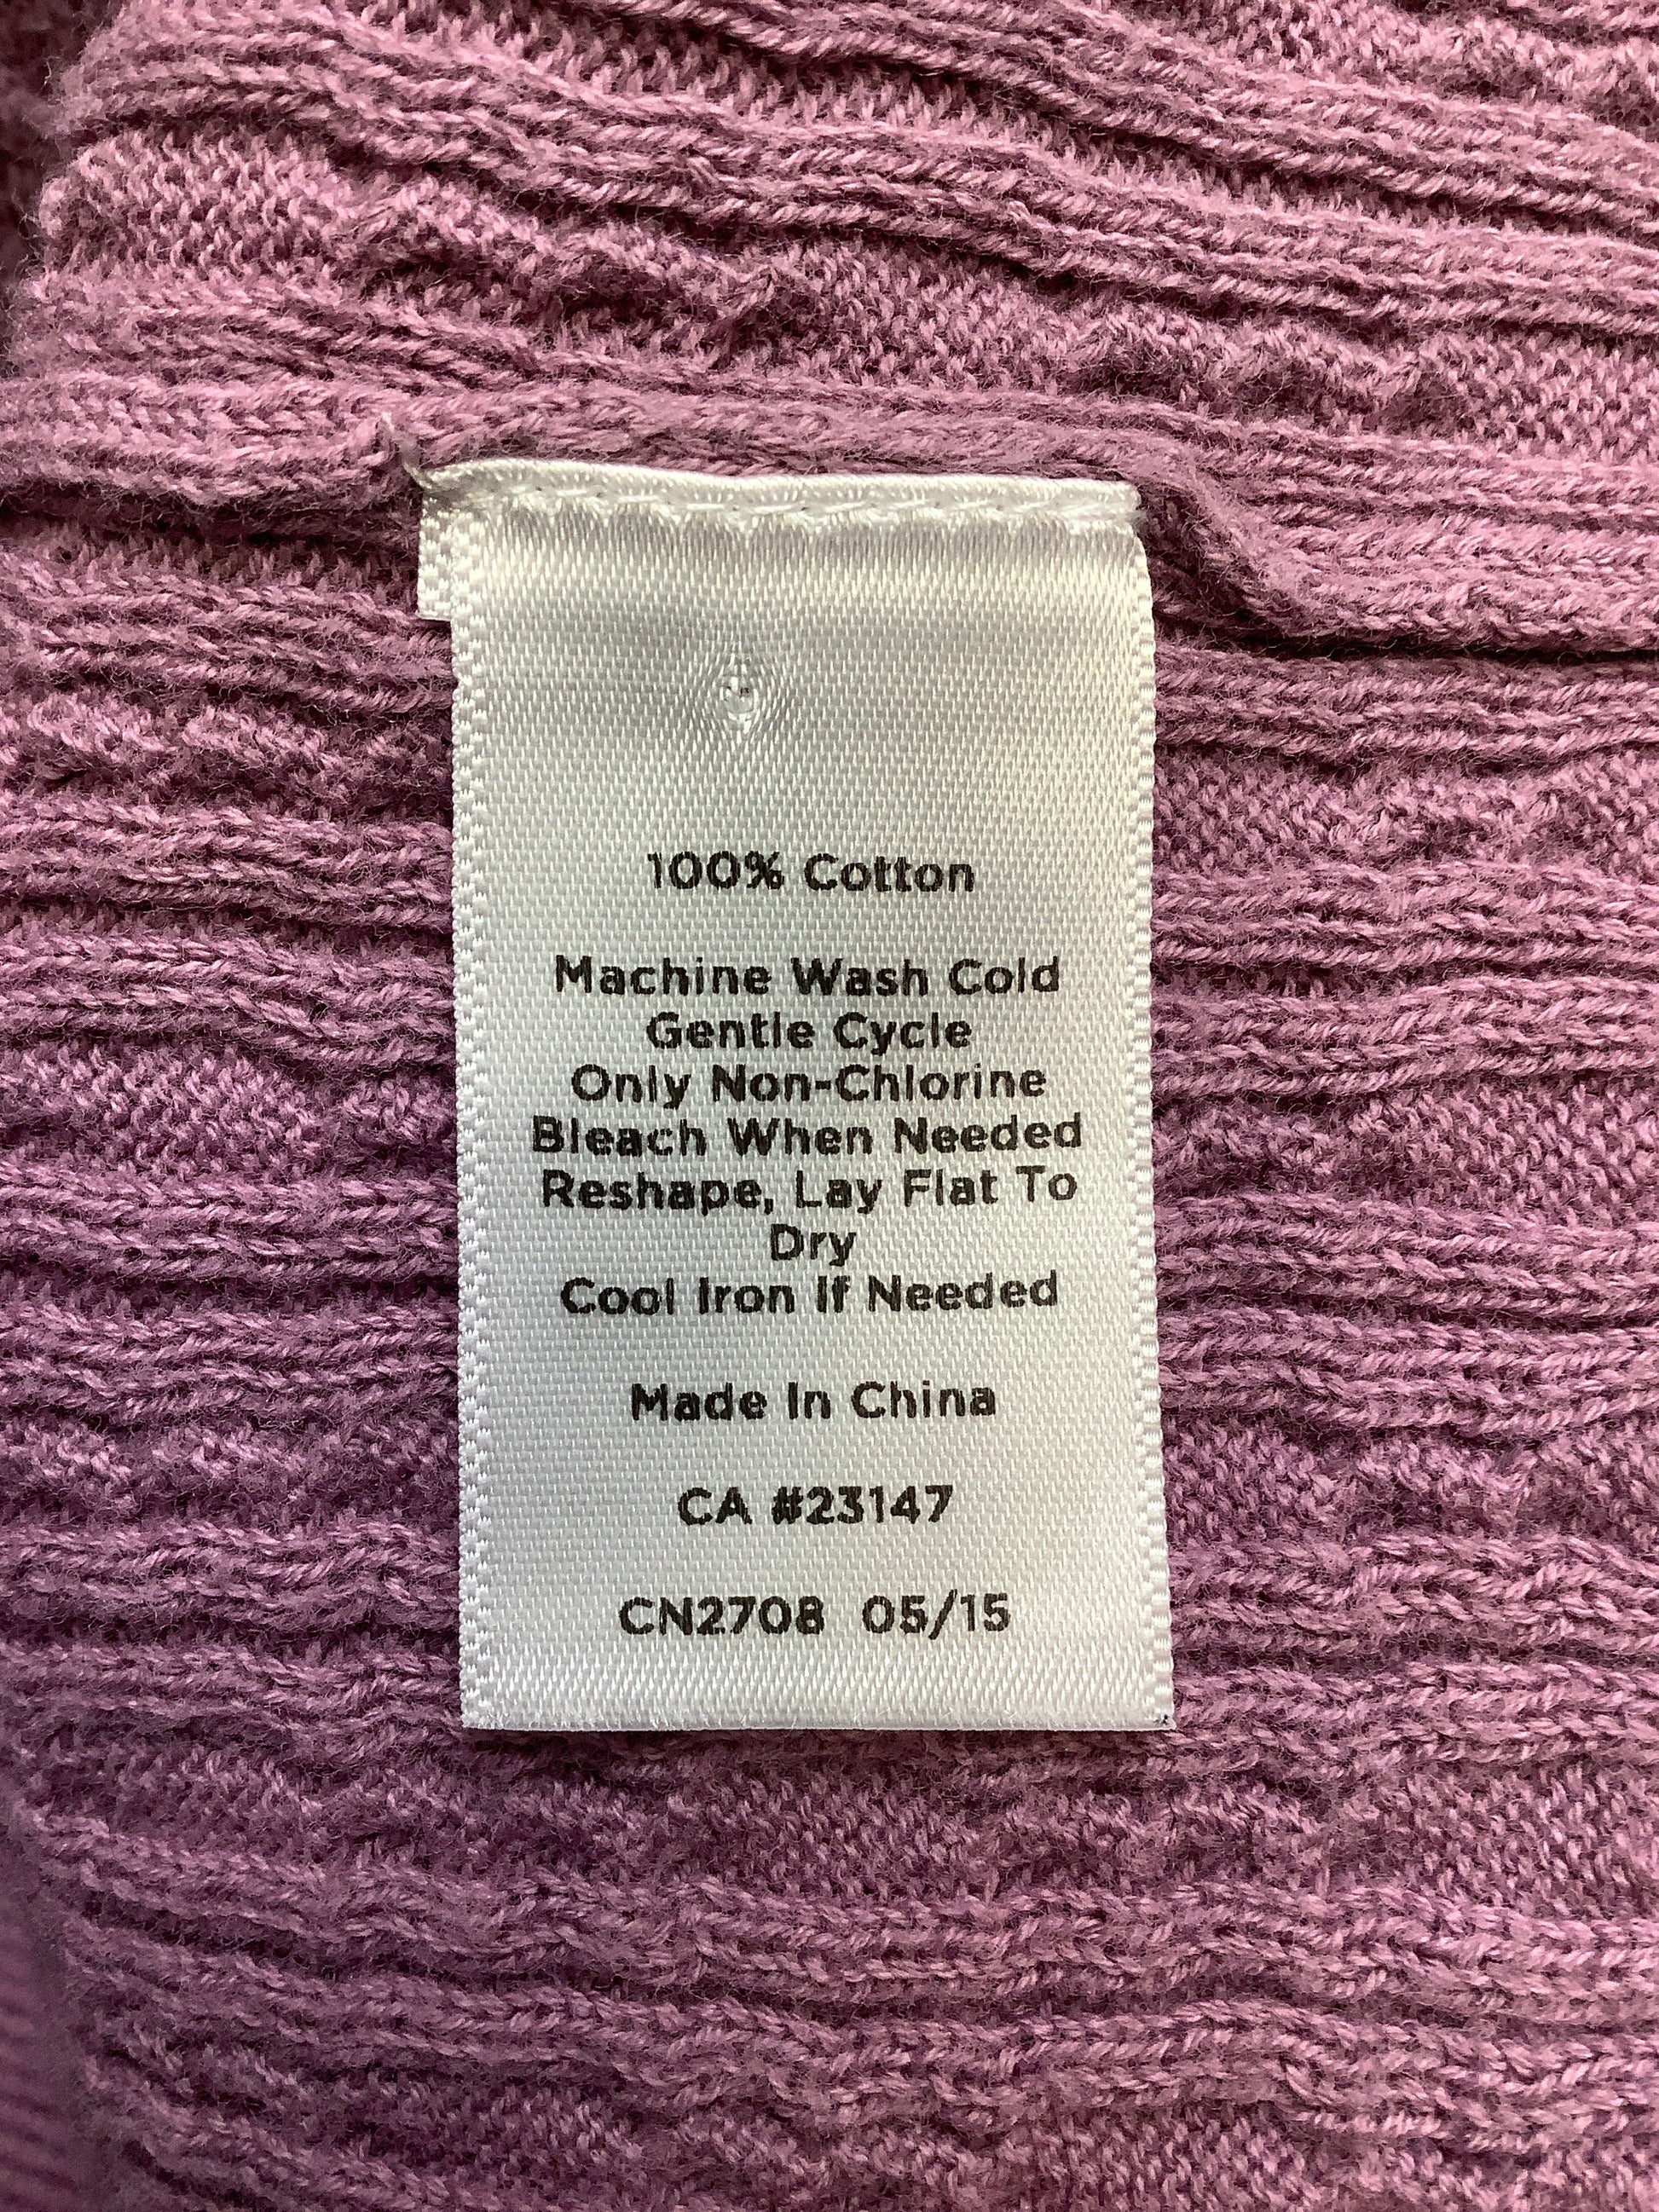 100% Cotton
Machine Wash Cold
Gentle Cycle
Only Non-Chlorine
Bleach When Needed
Reshape, Lay Flat To
Dry
Cool Iron If Needed
Made In China
CA #23147
CN2708 05/15